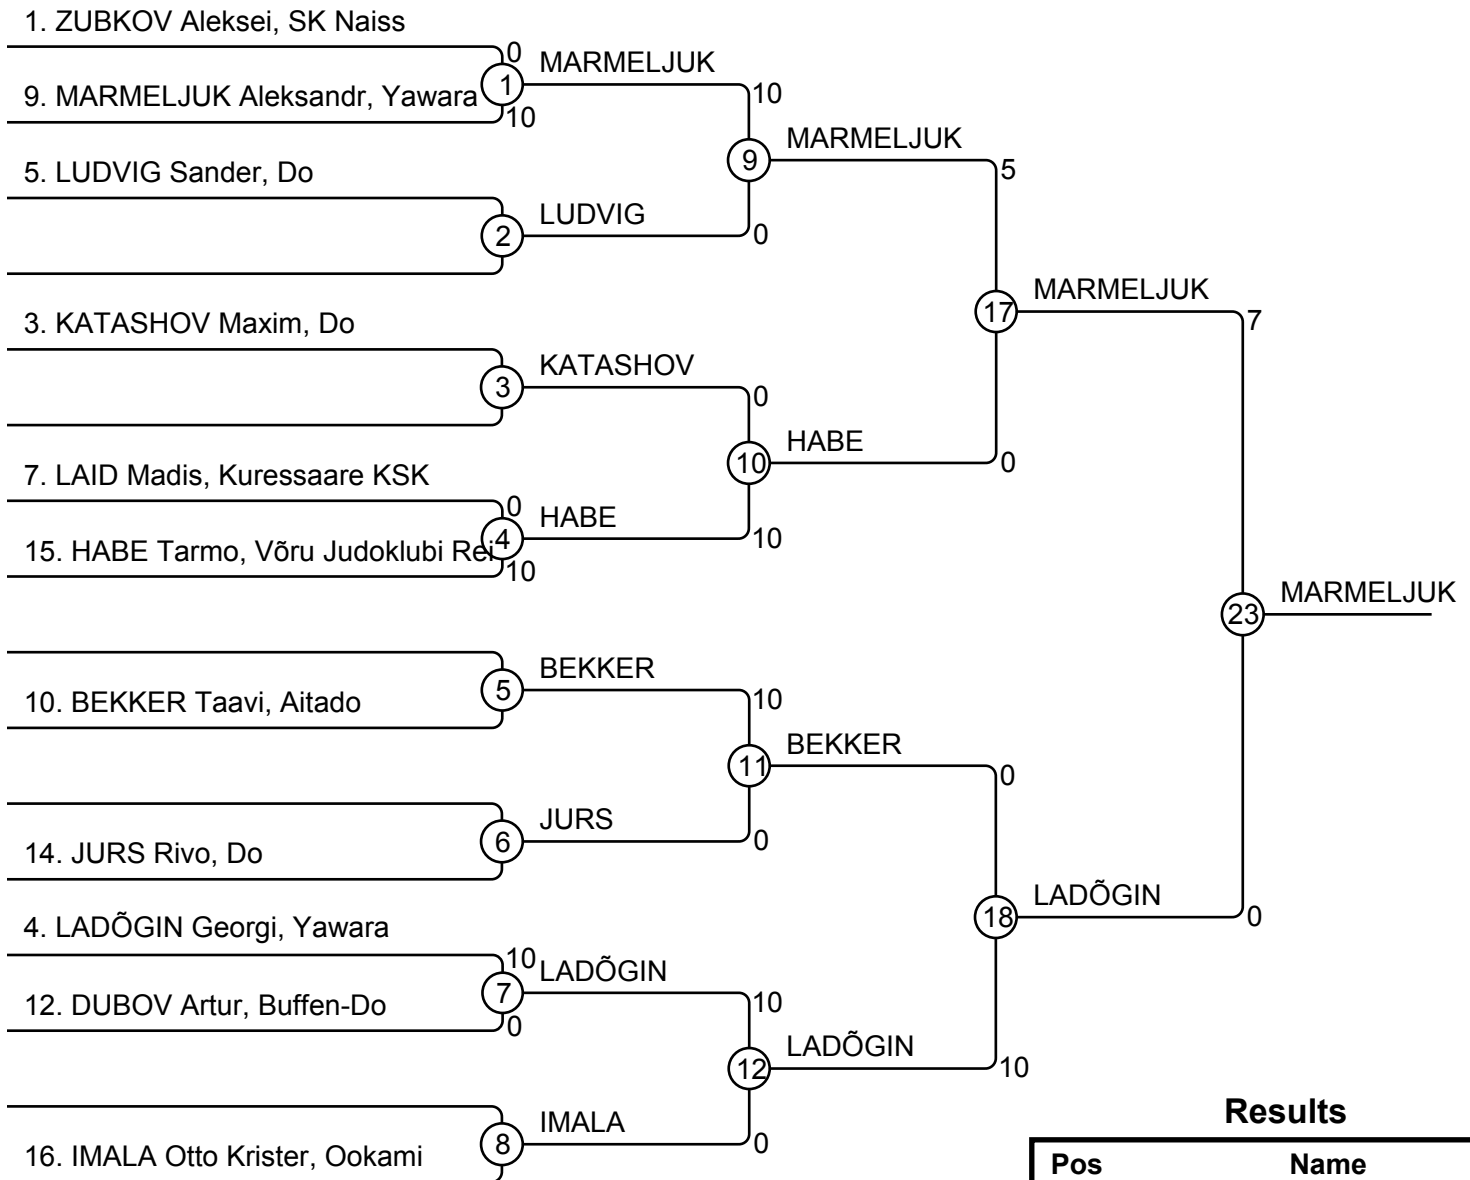 1. ZUBKOV Aleksei, SK Naiss
0
MARMELJUK
1
9. MARMELJUK Aleksandr, Yawara
10
10
MARMELJUK
9
5
5. LUDVIG Sander, Do
LUDVIG
2
0
MARMELJUK
17
7
3. KATASHOV Maxim, Do
KATASHOV
3
0
HABE
10
0
7. LAID Madis, Kuressaare KSK
0
HABE
4
10
15. HABE Tarmo, Võru Judoklubi Rei
10
MARMELJUK
23
BEKKER
5
10
10. BEKKER Taavi, Aitado
BEKKER
11
0
JURS
6
0
14. JURS Rivo, Do
LADÕGIN
18
0
4. LADÕGIN Georgi, Yawara
10
LADÕGIN
7
10
12. DUBOV Artur, Buffen-Do
0
LADÕGIN
12
10
IMALA
8
0
16. IMALA Otto Krister, Ookami
Results
Pos Name